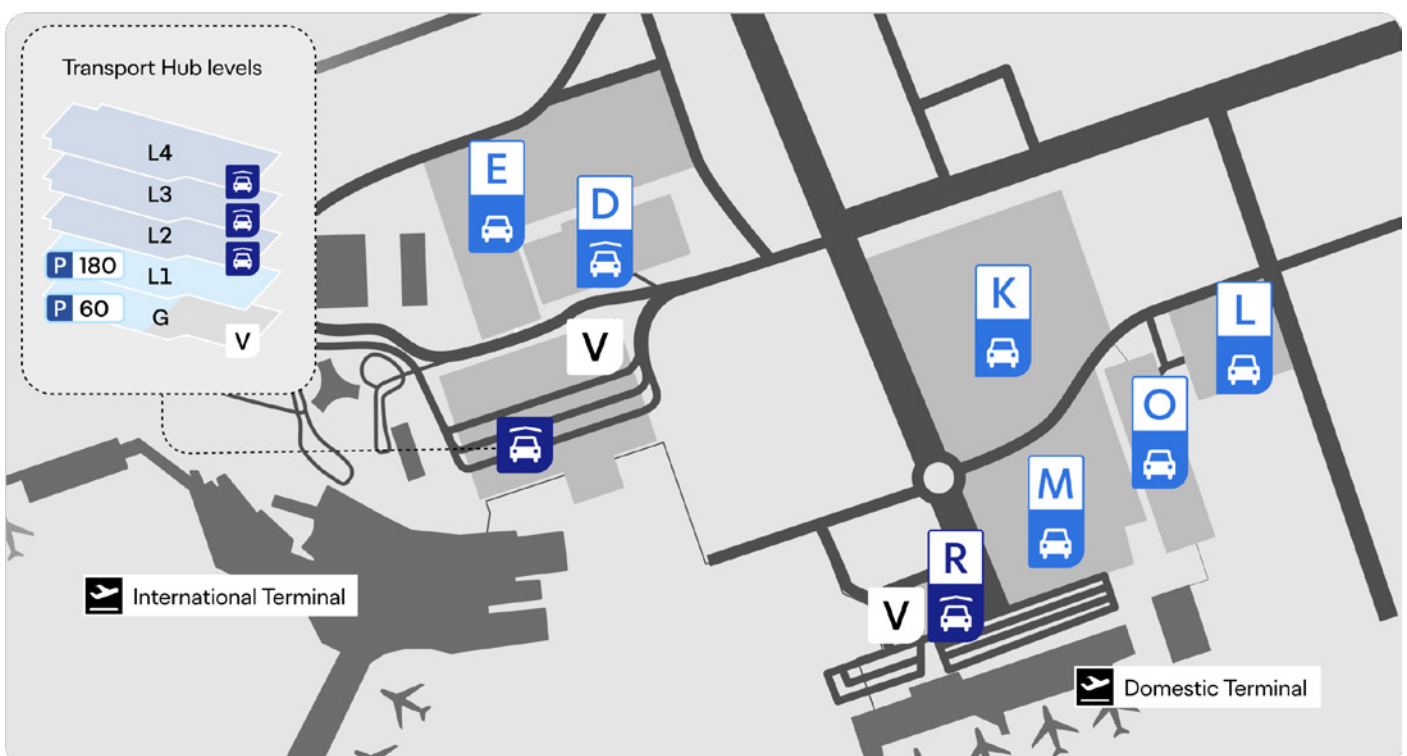 Transport Hub levels
L4
L3
L2
P 180
L1
P 60
G
V
E
D
V
K
L
O
M
R
V
International Terminal
Domestic Terminal